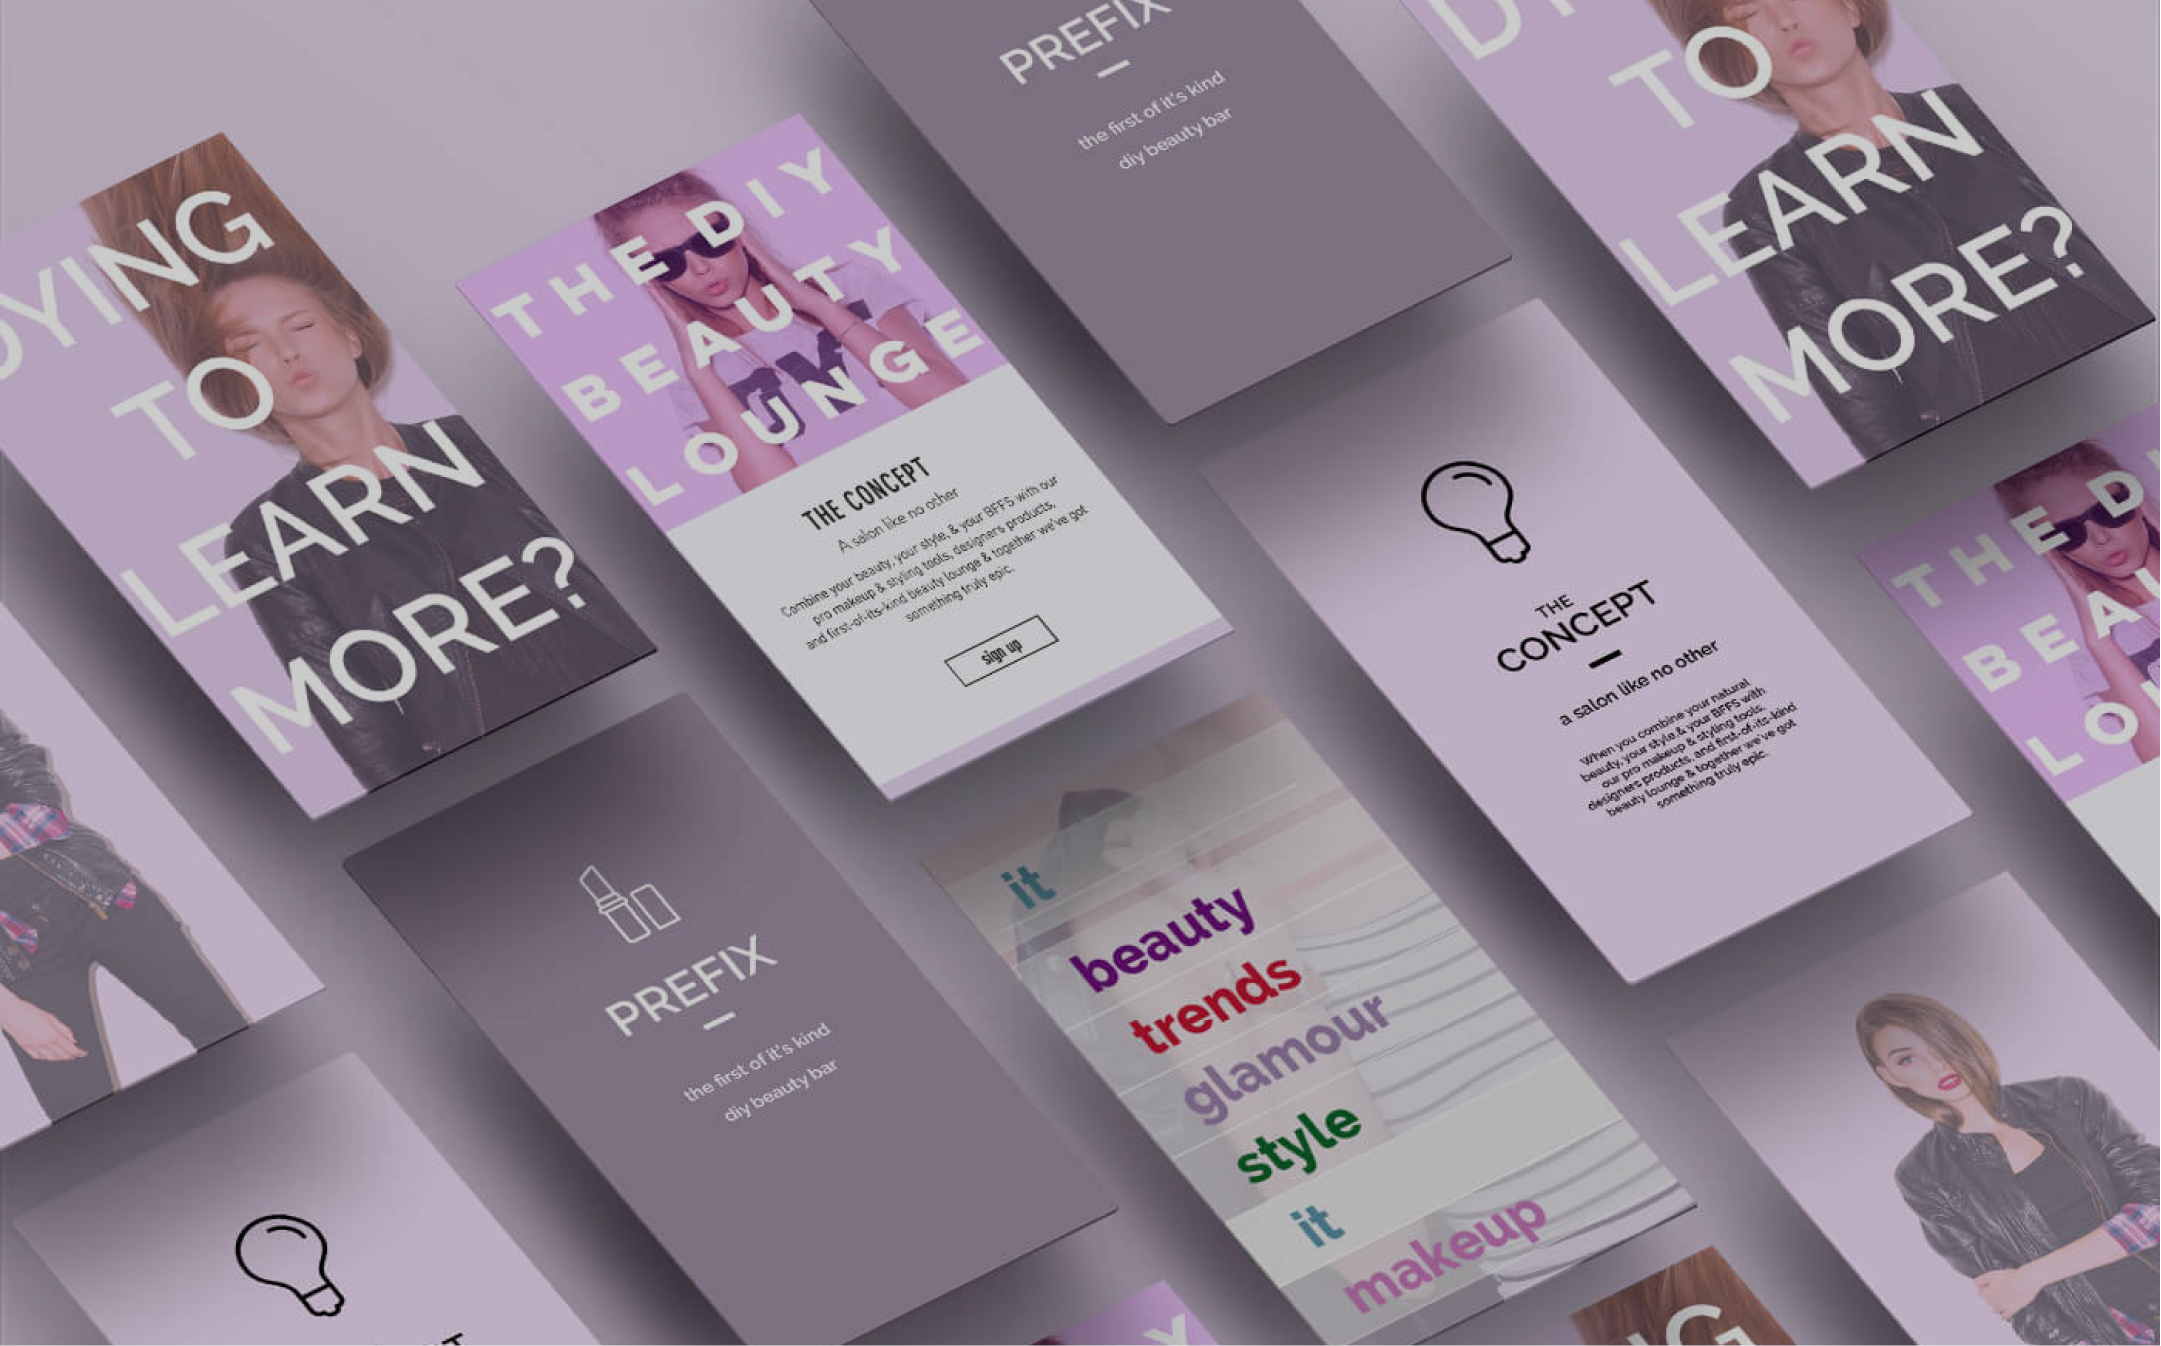 PREFIX
the first of it's kind
diy beauty bar
TO
LEARN
MORE?
DYING
TO
LEARN
MORE?
THE DIY
BEAUTY
LOUNGE
THE CONCEPT
A salon like no other
Combine your beauty, your style, & your BFFS with our
pro makeup & styling tools, designers products,
and first-of-its-kind beauty lounge & together we've got
something truly epic.
sign up
THE
CONCEPT
a salon like no other
When you combine your natural
beauty, your style & your BFFS with
our pro makeup & styling tools,
designers products, and first-of-its-kind
beauty lounge & together we've got
something truly epic.
THE D
BEAU
LO
PREFIX
the first of it's kind
diy beauty bar
it
beauty
trends
glamour
style
it
makeup
Y
NG